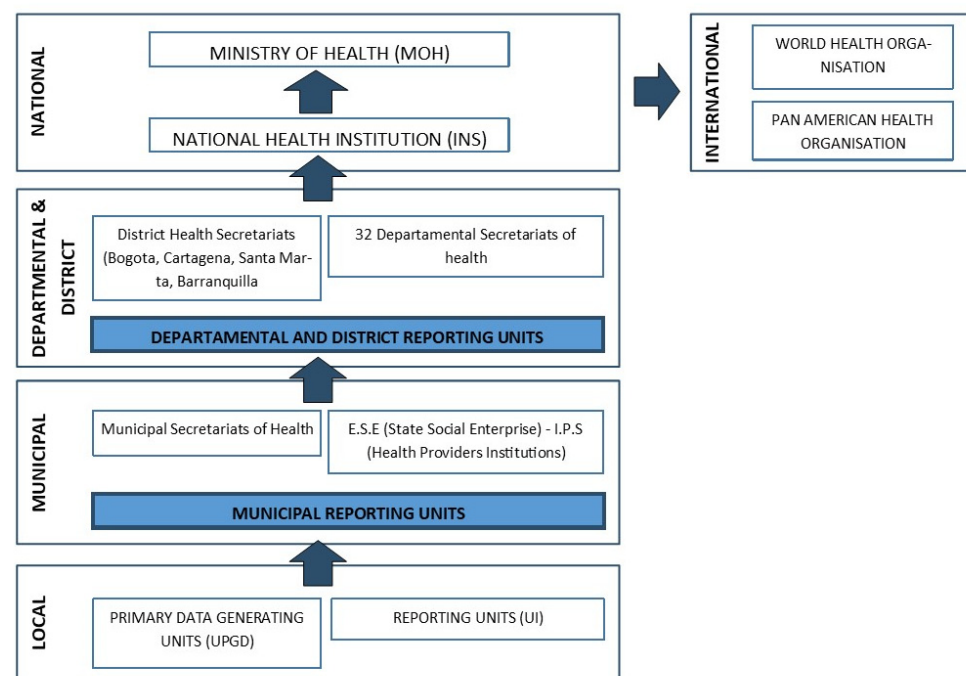 NATIONAL
MINISTRY OF HEALTH (MOH)
NATIONAL HEALTH INSTITUTION (INS)
INTERNATIONAL
WORLD HEALTH ORGA-
NISATION
PAN AMERICAN HEALTH
ORGANISATION
DEPARTMENTAL &
DISTRICT
District Health Secretariats
(Bogota, Cartagena, Santa Mar-
ta, Barranquilla
32 Departamental Secretariats of
health
DEPARTAMENTAL AND DISTRICT REPORTING UNITS
MUNICIPAL
Municipal Secretariats of Health
E.S.E (State Social Enterprise) - I.P.S
(Health Providers Institutions)
MUNICIPAL REPORTING UNITS
LOCAL
PRIMARY DATA GENERATING
UNITS (UPGD)
REPORTING UNITS (UI)